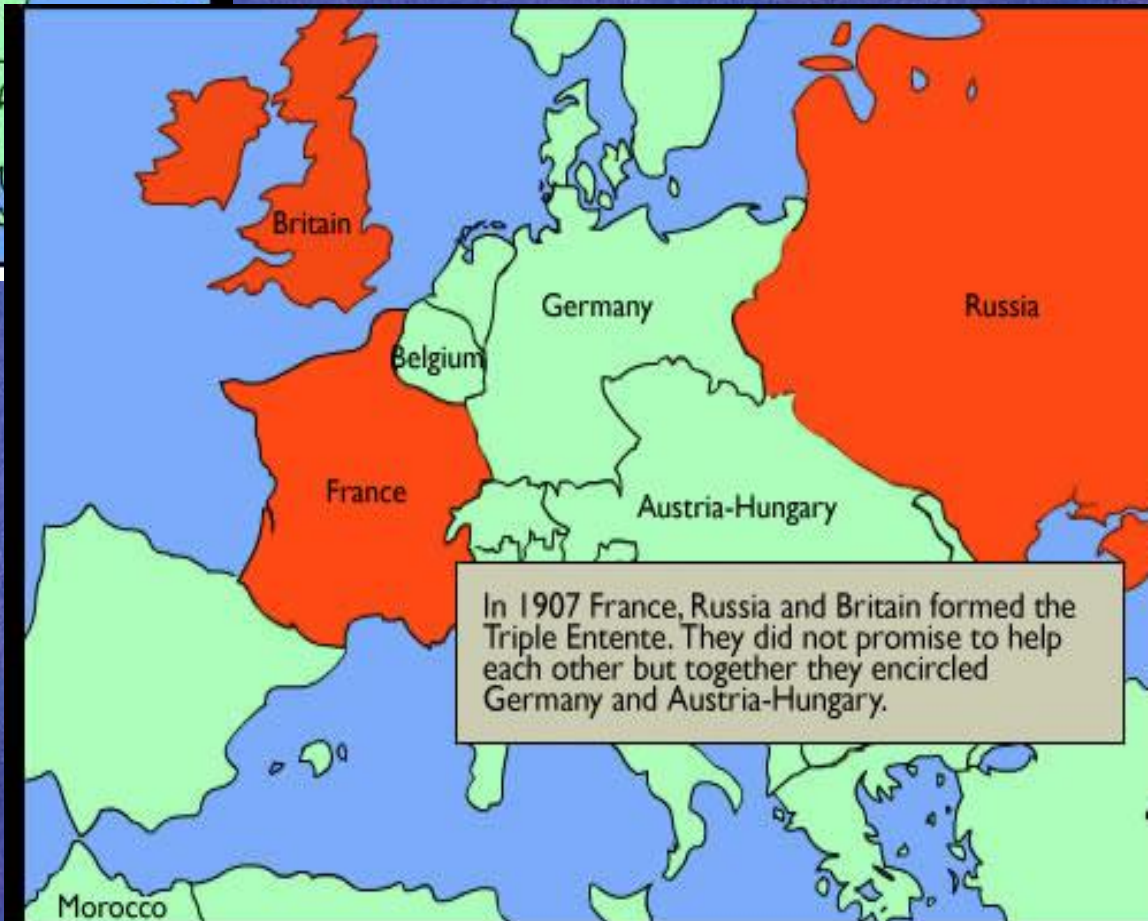 Britain
Germany
Russia
Belgium
France
Austria-Hungary
In 1907 France, Russia and Britain formed the
Triple Entente. They did not promise to help
each other but together they encircled
Germany and Austria-Hungary.
Morocco